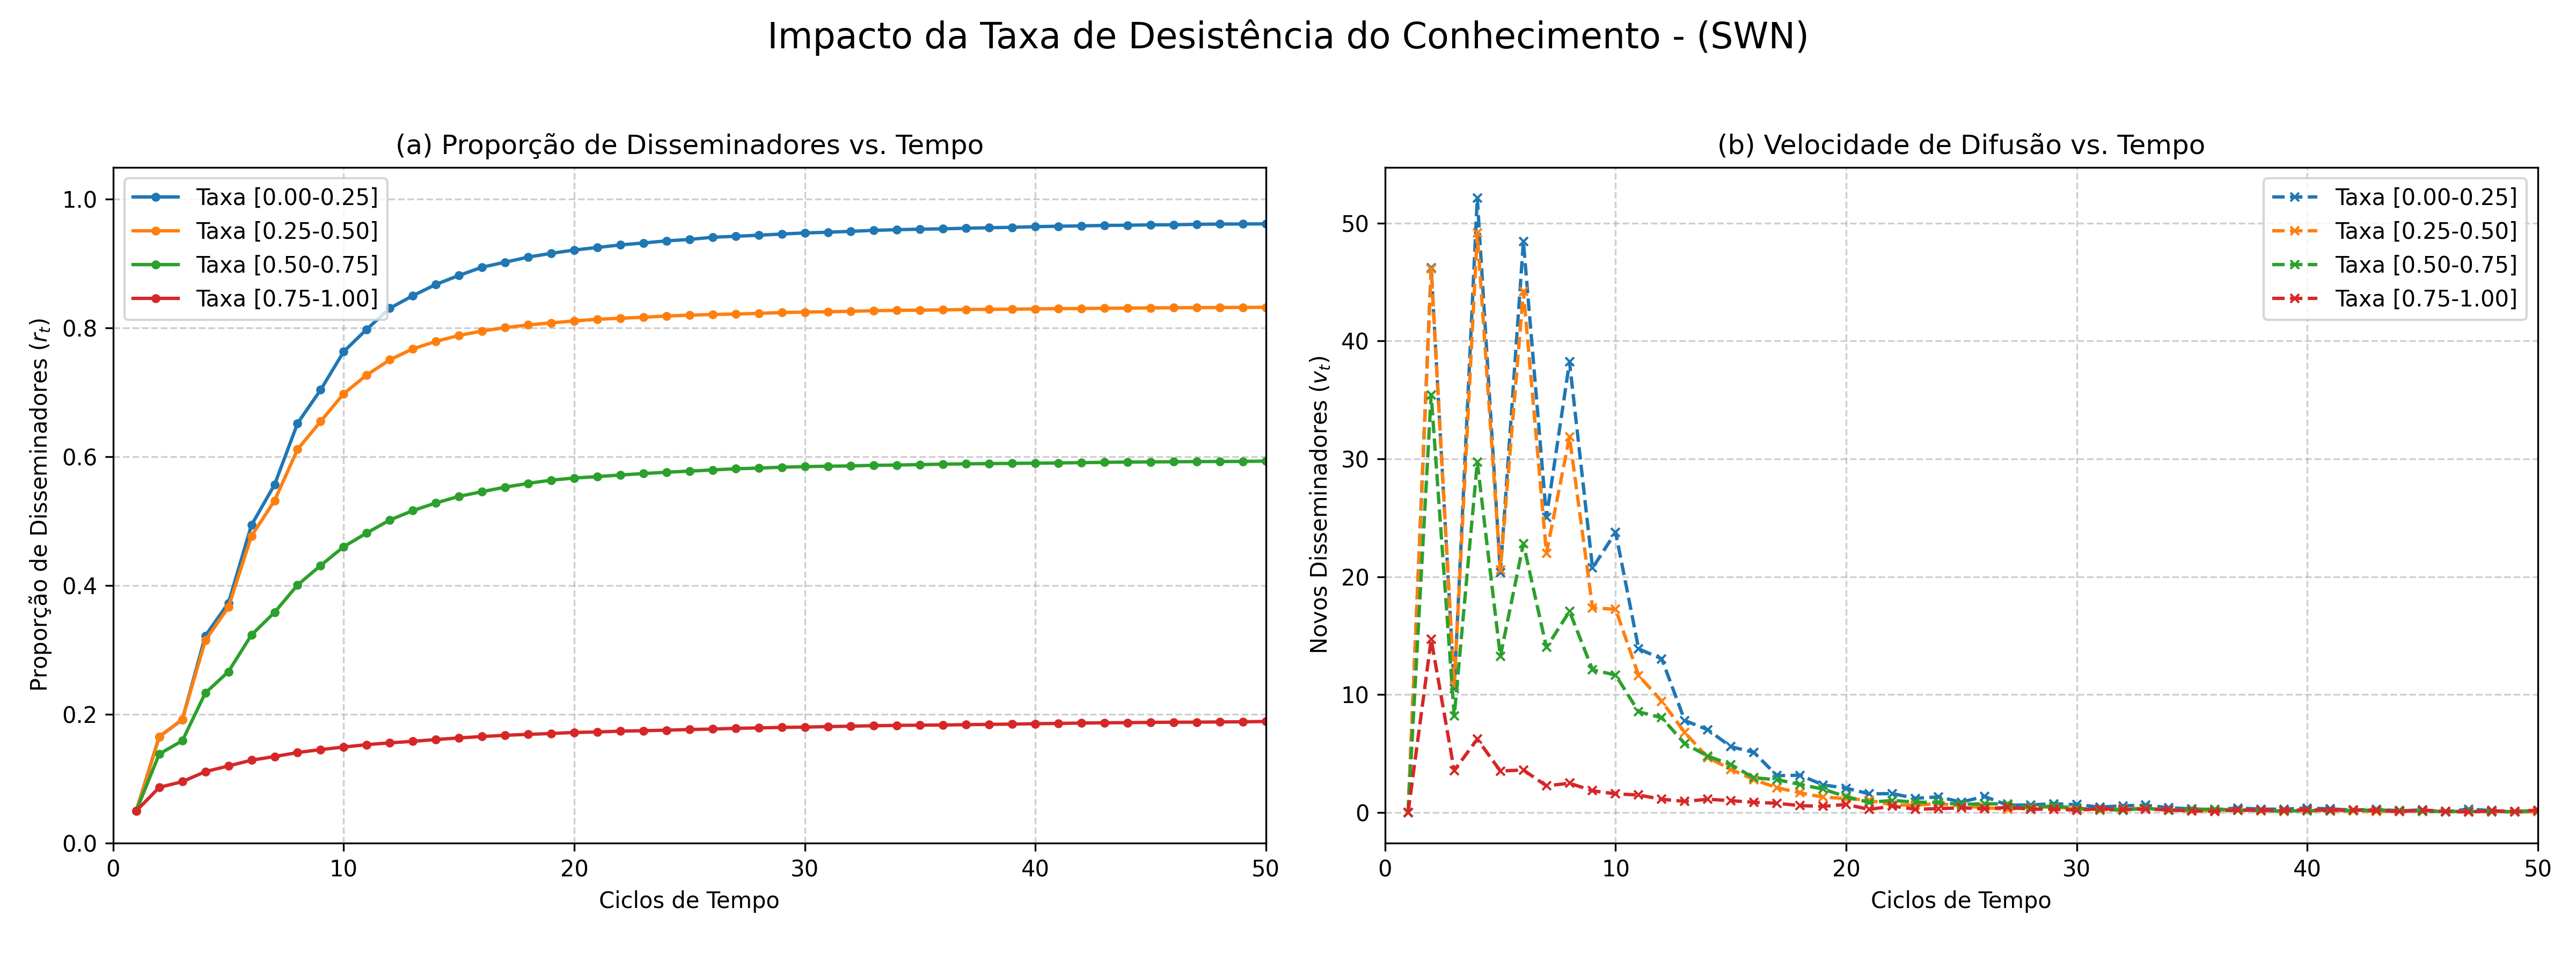 Impacto da Taxa de Desistência do Conhecimento - (SWN)
(a) Proporção de Disseminadores vs. Tempo
Proporção de Disseminadores (r_t)
1.0
0.8
0.6
0.4
0.2
0.0
Taxa [0.00-0.25]
Taxa [0.25-0.50]
Taxa [0.50-0.75]
Taxa [0.75-1.00]
0 10 20 30 40 50
Ciclos de Tempo
(b) Velocidade de Difusão vs. Tempo
Novos Disseminadores (v_t)
50
40
30
20
10
0
Taxa [0.00-0.25]
Taxa [0.25-0.50]
Taxa [0.50-0.75]
Taxa [0.75-1.00]
0 10 20 30 40 50
Ciclos de Tempo